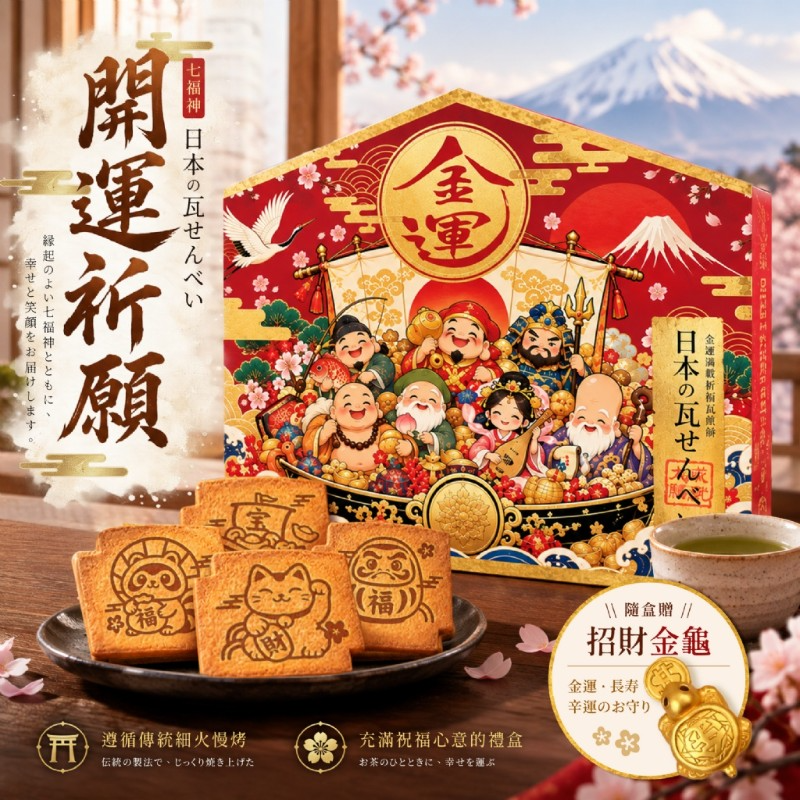 開運祈願
七福神
日本の瓦せんべい
縁起のよい七福神とともに、
幸せと笑顔をお届けします。
金運
金運満載祈福瓦煎餅
日本の瓦せんべい
宝
福
財
福
\\ 隨盒贈 //
招財金龜
金運・長寿
幸運のお守り
遵循傳統細火慢烤
伝統の製法で、じっくり焼き上げた
充滿祝福心意的禮盒
お茶のひとときに、幸せを運ぶ